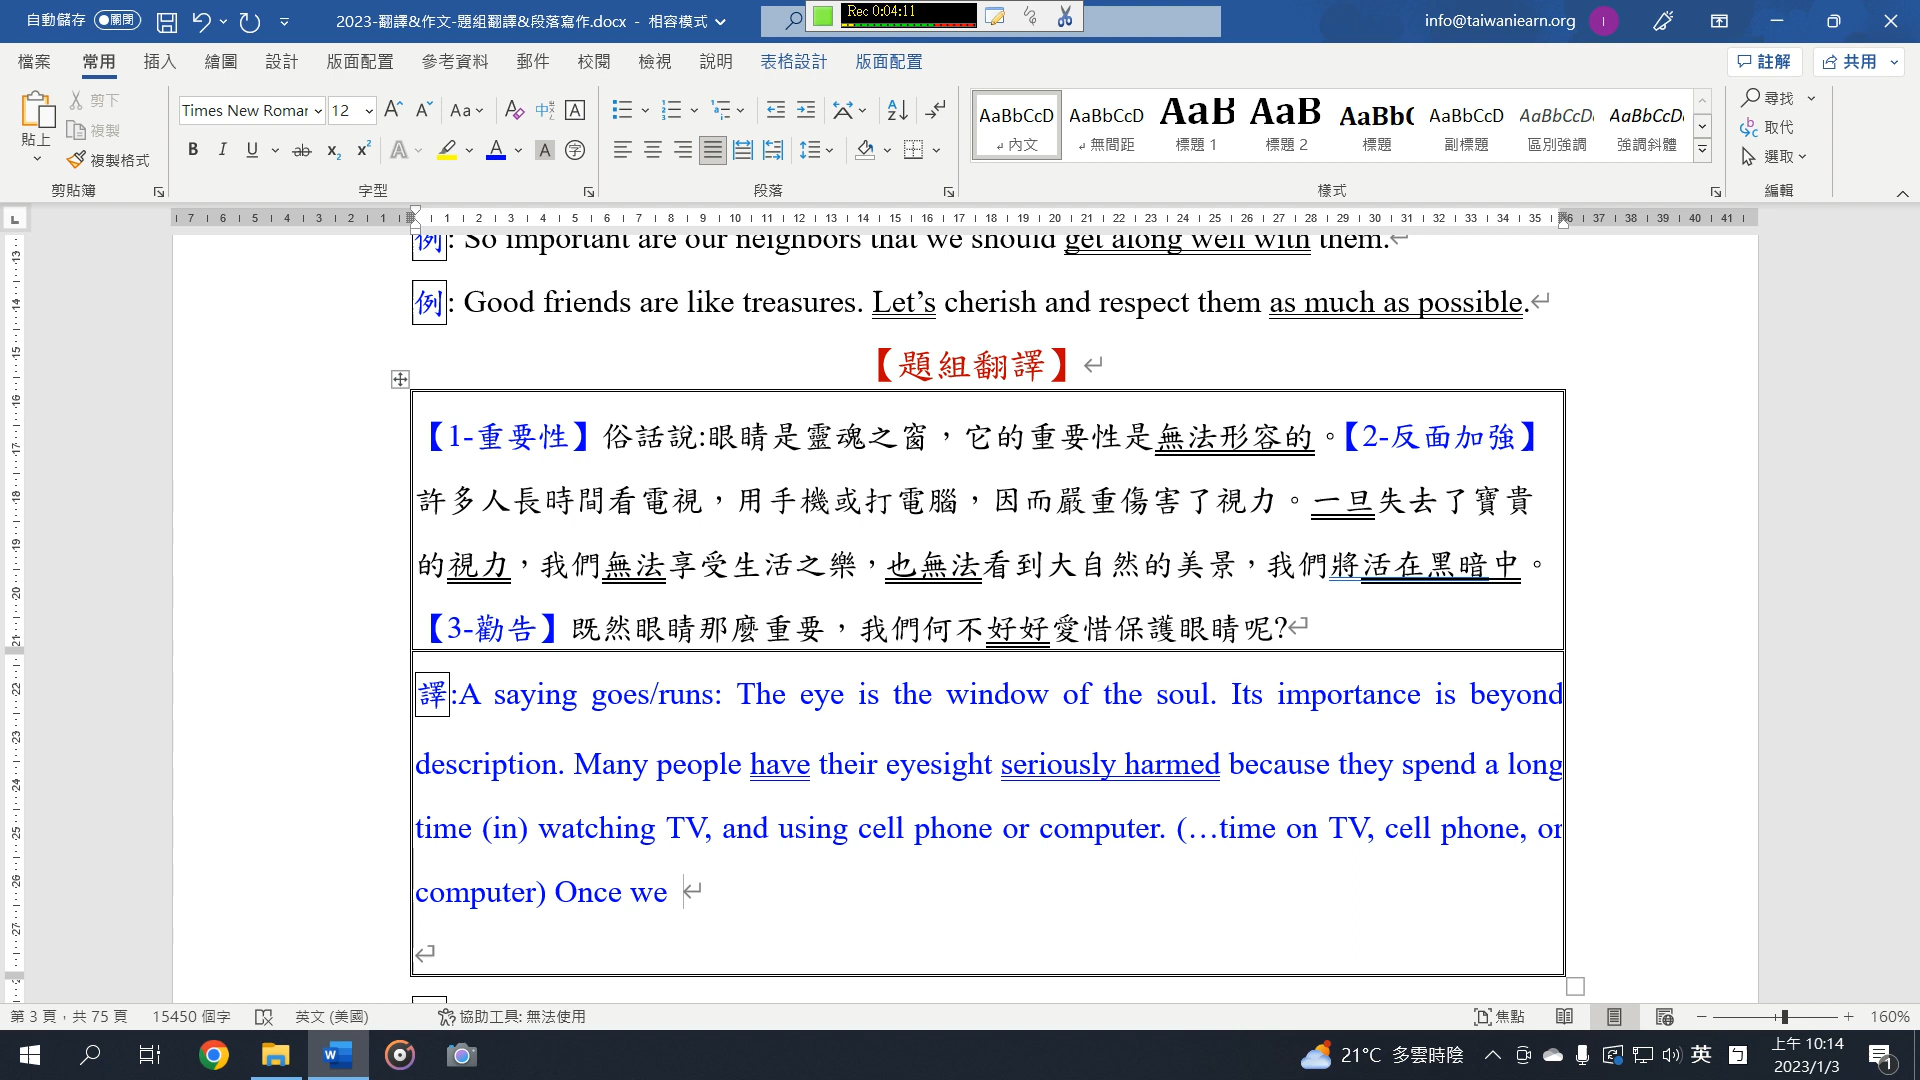 自動儲存 關閉 2023-翻譯&作文-題組翻譯&段落寫作.docx - 相容模式 Rec 0:04:11 info@taiwaniearn.org I
檔案 常用 插入 繪圖 設計 版面配置 參考資料 郵件 校閱 檢視 說明 表格設計 版面配置 註解 共用
貼上 剪下 複製 複製格式 Times New Roman 12
AaBbCcD AaBbCcD AaB AaB AaBb( AaBbCcD AaBbCcD AaBbCcD
內文 無間距 標題 1 標題 2 標題 副標題 區別強調 強調斜體
尋找 取代 選取
剪貼簿 字型 段落 樣式 編輯
例: So important are our neighbors that we should get along well with them.
例: Good friends are like treasures. Let’s cherish and respect them as much as possible.
【題組翻譯】
【1-重要性】俗話說:眼睛是靈魂之窗，它的重要性是無法形容的。【2-反面加強】
許多人長時間看電視，用手機或打電腦，因而嚴重傷害了視力。一旦失去了寶貴
的視力，我們無法享受生活之樂，也無法看到大自然的美景，我們將活在黑暗中。
【3-勸告】既然眼睛那麼重要，我們何不好好愛惜保護眼睛呢?
譯:A saying goes/runs: The eye is the window of the soul. Its importance is beyond
description. Many people have their eyesight seriously harmed because they spend a long
time (in) watching TV, and using cell phone or computer. (…time on TV, cell phone, or
computer) Once we
第 3 頁，共 75 頁 15450 個字 英文 (美國) 協助工具: 無法使用 焦點 160%
21°C 多雲時陰 英 上午 10:14
2023/1/3 1